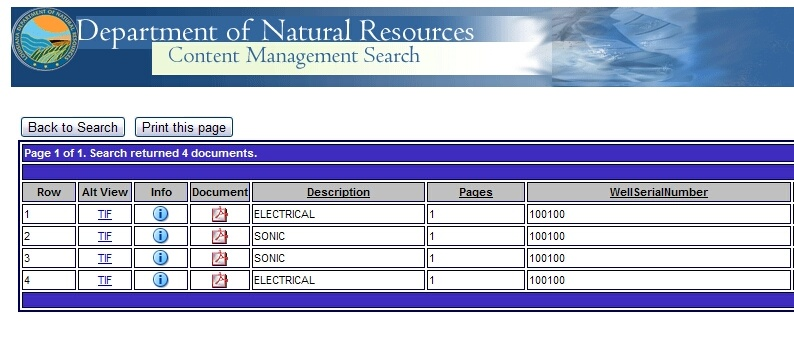 Department of Natural Resources
Content Management Search
Back to Search Print this page
Page 1 of 1. Search returned 4 documents.
Row Alt View Info Document Description Pages WellSerialNumber
1 TIF ELECTRICAL 1 100100
2 TIF SONIC 1 100100
3 TIF SONIC 1 100100
4 TIF ELECTRICAL 1 100100